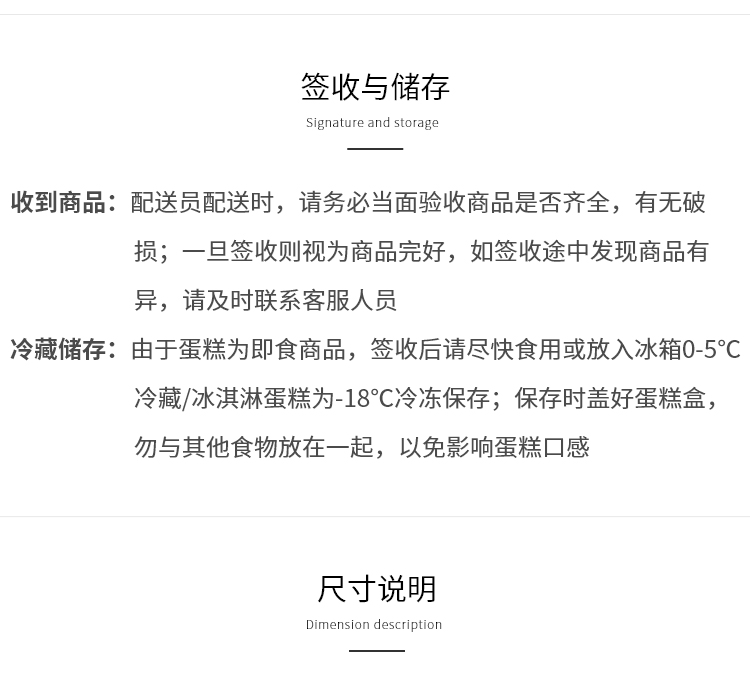 签收与储存
Signature and storage
收到商品：配送员配送时，请务必当面验收商品是否齐全，有无破
损；一旦签收则视为商品完好，如签收途中发现商品有
异，请及时联系客服人员
冷藏储存：由于蛋糕为即食商品，签收后请尽快食用或放入冰箱0-5℃
冷藏/冰淇淋蛋糕为-18℃冷冻保存；保存时盖好蛋糕盒，
勿与其他食物放在一起，以免影响蛋糕口感
尺寸说明
Dimension description